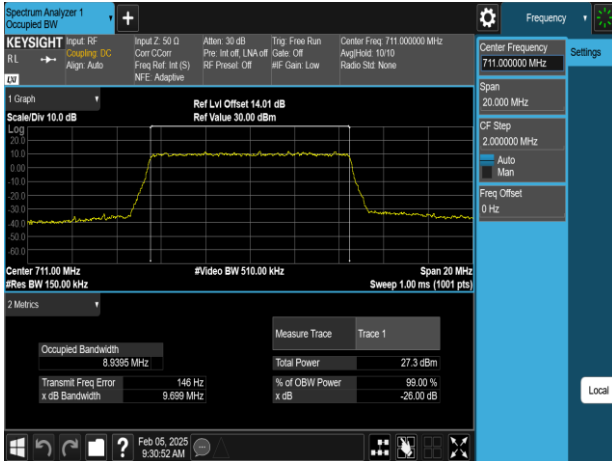 Spectrum Analyzer 1
Occupied BW
Frequency
KEYSIGHT
R L
LXI
Input: RF
Coupling: DC
Align: Auto
Input Z: 50 Ω
Corr CCorr
Freq Ref: Int (S)
NFE: Adaptive
Atten: 30 dB
Pre: Int off, LNA off
RF Preset: Off
Trig: Free Run
Gate: Off
#IF Gain: Low
Center Freq: 711.000000 MHz
Avg|Hold: 10/10
Radio Std: None
Center Frequency
711.000000 MHz
Settings
Span
20.000 MHz
CF Step
2.000000 MHz
Auto
Man
Freq Offset
0 Hz
1 Graph
Scale/Div 10.0 dB
Ref Lvl Offset 14.01 dB
Ref Value 30.00 dBm
Log
20.0
10.0
0.00
-10.0
-20.0
-30.0
-40.0
-50.0
-60.0
Center 711.00 MHz
#Video BW 510.00 kHz
Span 20 MHz
#Res BW 150.00 kHz
Sweep 1.00 ms (1001 pts)
2 Metrics
Measure Trace
Trace 1
Occupied Bandwidth
8.9395 MHz
Total Power
27.3 dBm
Transmit Freq Error
146 Hz
% of OBW Power
99.00 %
x dB Bandwidth
9.699 MHz
x dB
-26.00 dB
Local
?
Feb 05, 2025
9:30:52 AM